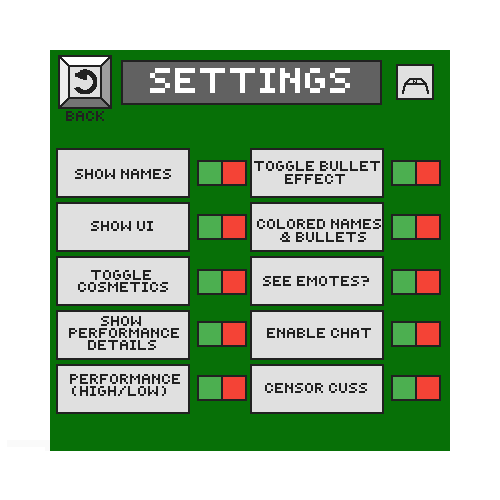 SETTINGS
BACK
SHOW NAMES
TOGGLE BULLET
EFFECT
SHOW UI
COLORED NAMES
& BULLETS
TOGGLE
COSMETICS
SEE EMOTES?
SHOW
PERFORMANCE
DETAILS
ENABLE CHAT
PERFORMANCE
(HIGH/LOW)
CENSOR CUSS